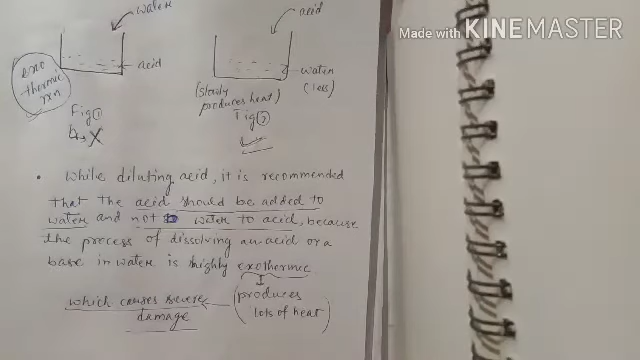 Made with KINEMASTER
water
acid
exo
thermic
rxn
Fig ①
X
acid
water
(less)
(slowly
produces heat)
Fig ②
• While diluting acid, it is recommended
that the acid should be added to
water and not water to acid, because
the process of dissolving an acid or a
base in water is highly exothermic
(produces
lots of heat)
which causes severe
damage